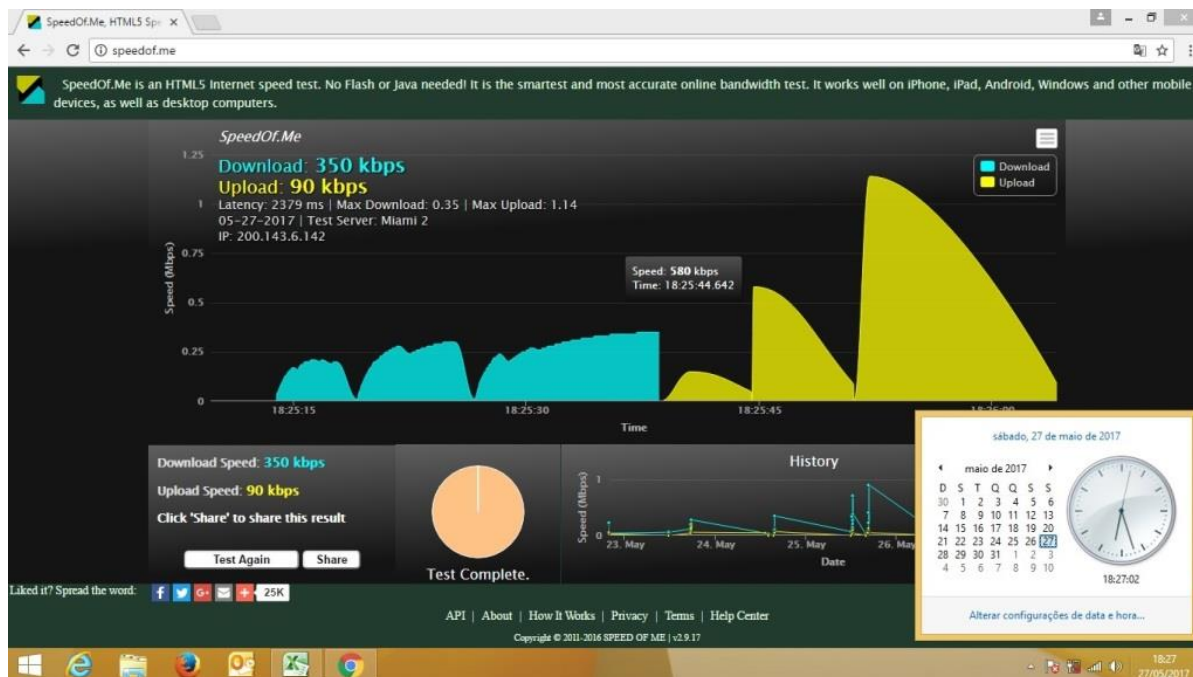 SpeedOf.Me, HTML5 Spe
speedof.me
SpeedOf.Me is an HTML5 Internet speed test. No Flash or Java needed! It is the smartest and most accurate online bandwidth test. It works well on iPhone, iPad, Android, Windows and other mobile
devices, as well as desktop computers.
SpeedOf.Me
Download: 350 kbps
Upload: 90 kbps
Latency: 2379 ms | Max Download: 0.35 | Max Upload: 1.14
05-27-2017 | Test Server: Miami 2
IP: 200.143.6.142
Download
Upload
1.25
1
0.75
0.5
0.25
0
Speed (Mbps)
Speed: 580 kbps
Time: 18:25:44.642
18:25:15 18:25:30 18:25:45 18:26:00
Time
Download Speed: 350 kbps
Upload Speed: 90 kbps
Click 'Share' to share this result
Test Again Share
Test Complete.
History
Speed (Mbps)
1
0
23. May 24. May 25. May 26. May
Date
sábado, 27 de maio de 2017
maio de 2017
D S T Q Q S S
30 1 2 3 4 5 6
7 8 9 10 11 12 13
14 15 16 17 18 19 20
21 22 23 24 25 26 27
28 29 30 31 1 2 3
4 5 6 7 8 9 10
18:27:02
Alterar configurações de data e hora...
Liked it? Spread the word: 25K
API | About | How It Works | Privacy | Terms | Help Center
Copyright © 2011-2016 SPEED OF ME | v2.9.17
18:27
27/05/2017